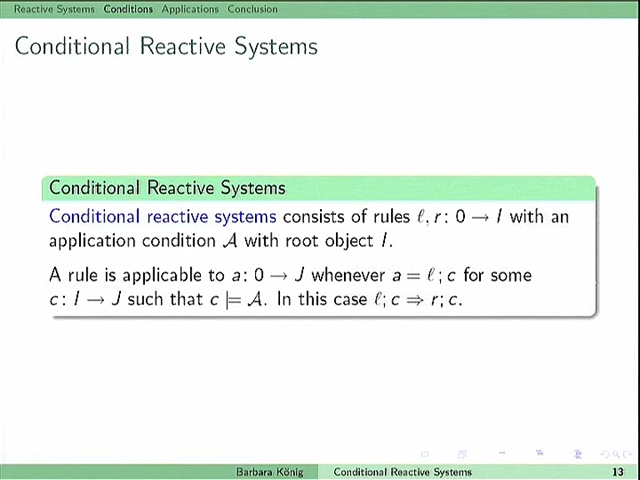 Reactive Systems Conditions Applications Conclusion
Conditional Reactive Systems
Conditional Reactive Systems
Conditional reactive systems consists of rules ℓ, r: 0 → I with an
application condition 𝒜 with root object I.
A rule is applicable to a: 0 → J whenever a = ℓ; c for some
c: I → J such that c ⊨ 𝒜. In this case ℓ; c ⇒ r; c.
Barbara König Conditional Reactive Systems 13